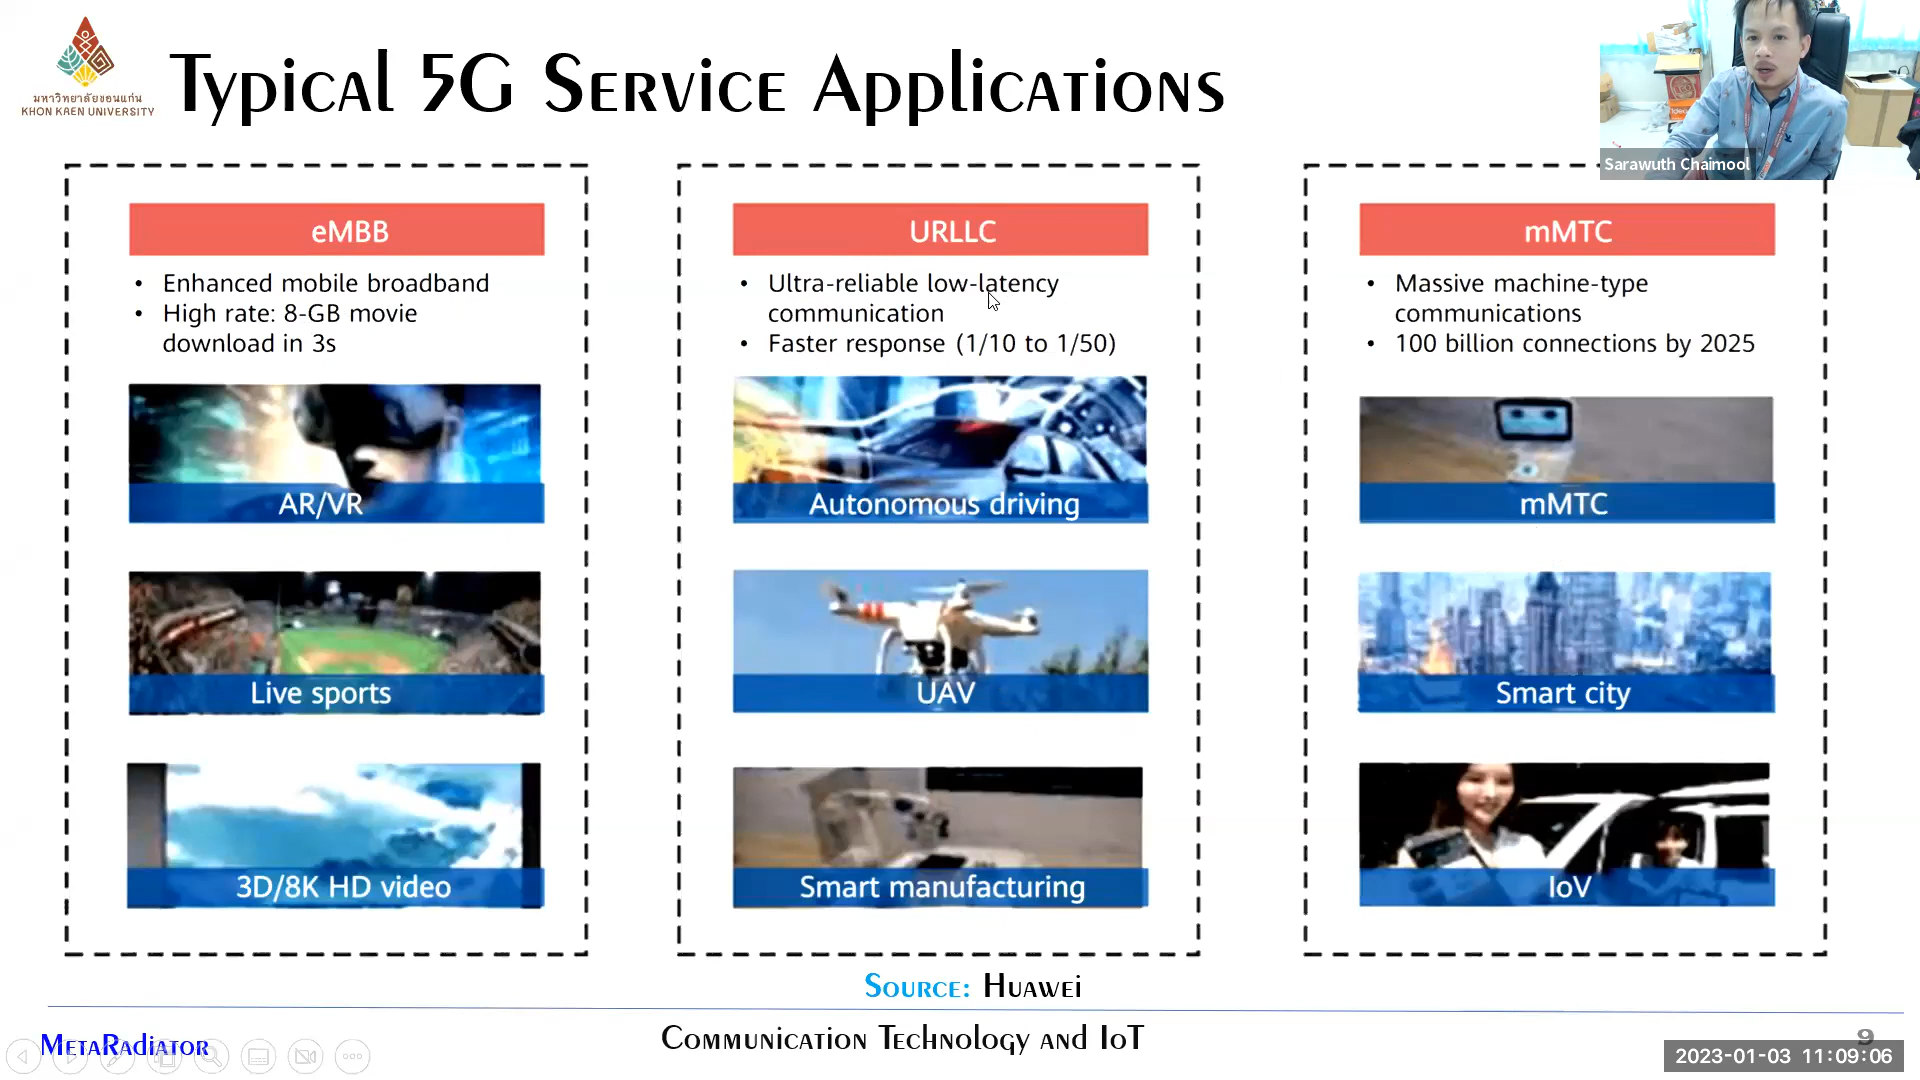 มหาวิทยาลัยขอนแก่น
KHON KAEN UNIVERSITY
Typical 5G Service Applications
Sarawuth Chaimool
eMBB
• Enhanced mobile broadband
• High rate: 8-GB movie
download in 3s
AR/VR
Live sports
3D/8K HD video
URLLC
• Ultra-reliable low-latency
communication
• Faster response (1/10 to 1/50)
Autonomous driving
UAV
Smart manufacturing
mMTC
• Massive machine-type
communications
• 100 billion connections by 2025
mMTC
Smart city
IoV
Source: Huawei
MetaRadiator
Communication Technology and IoT
9
2023-01-03 11:09:06